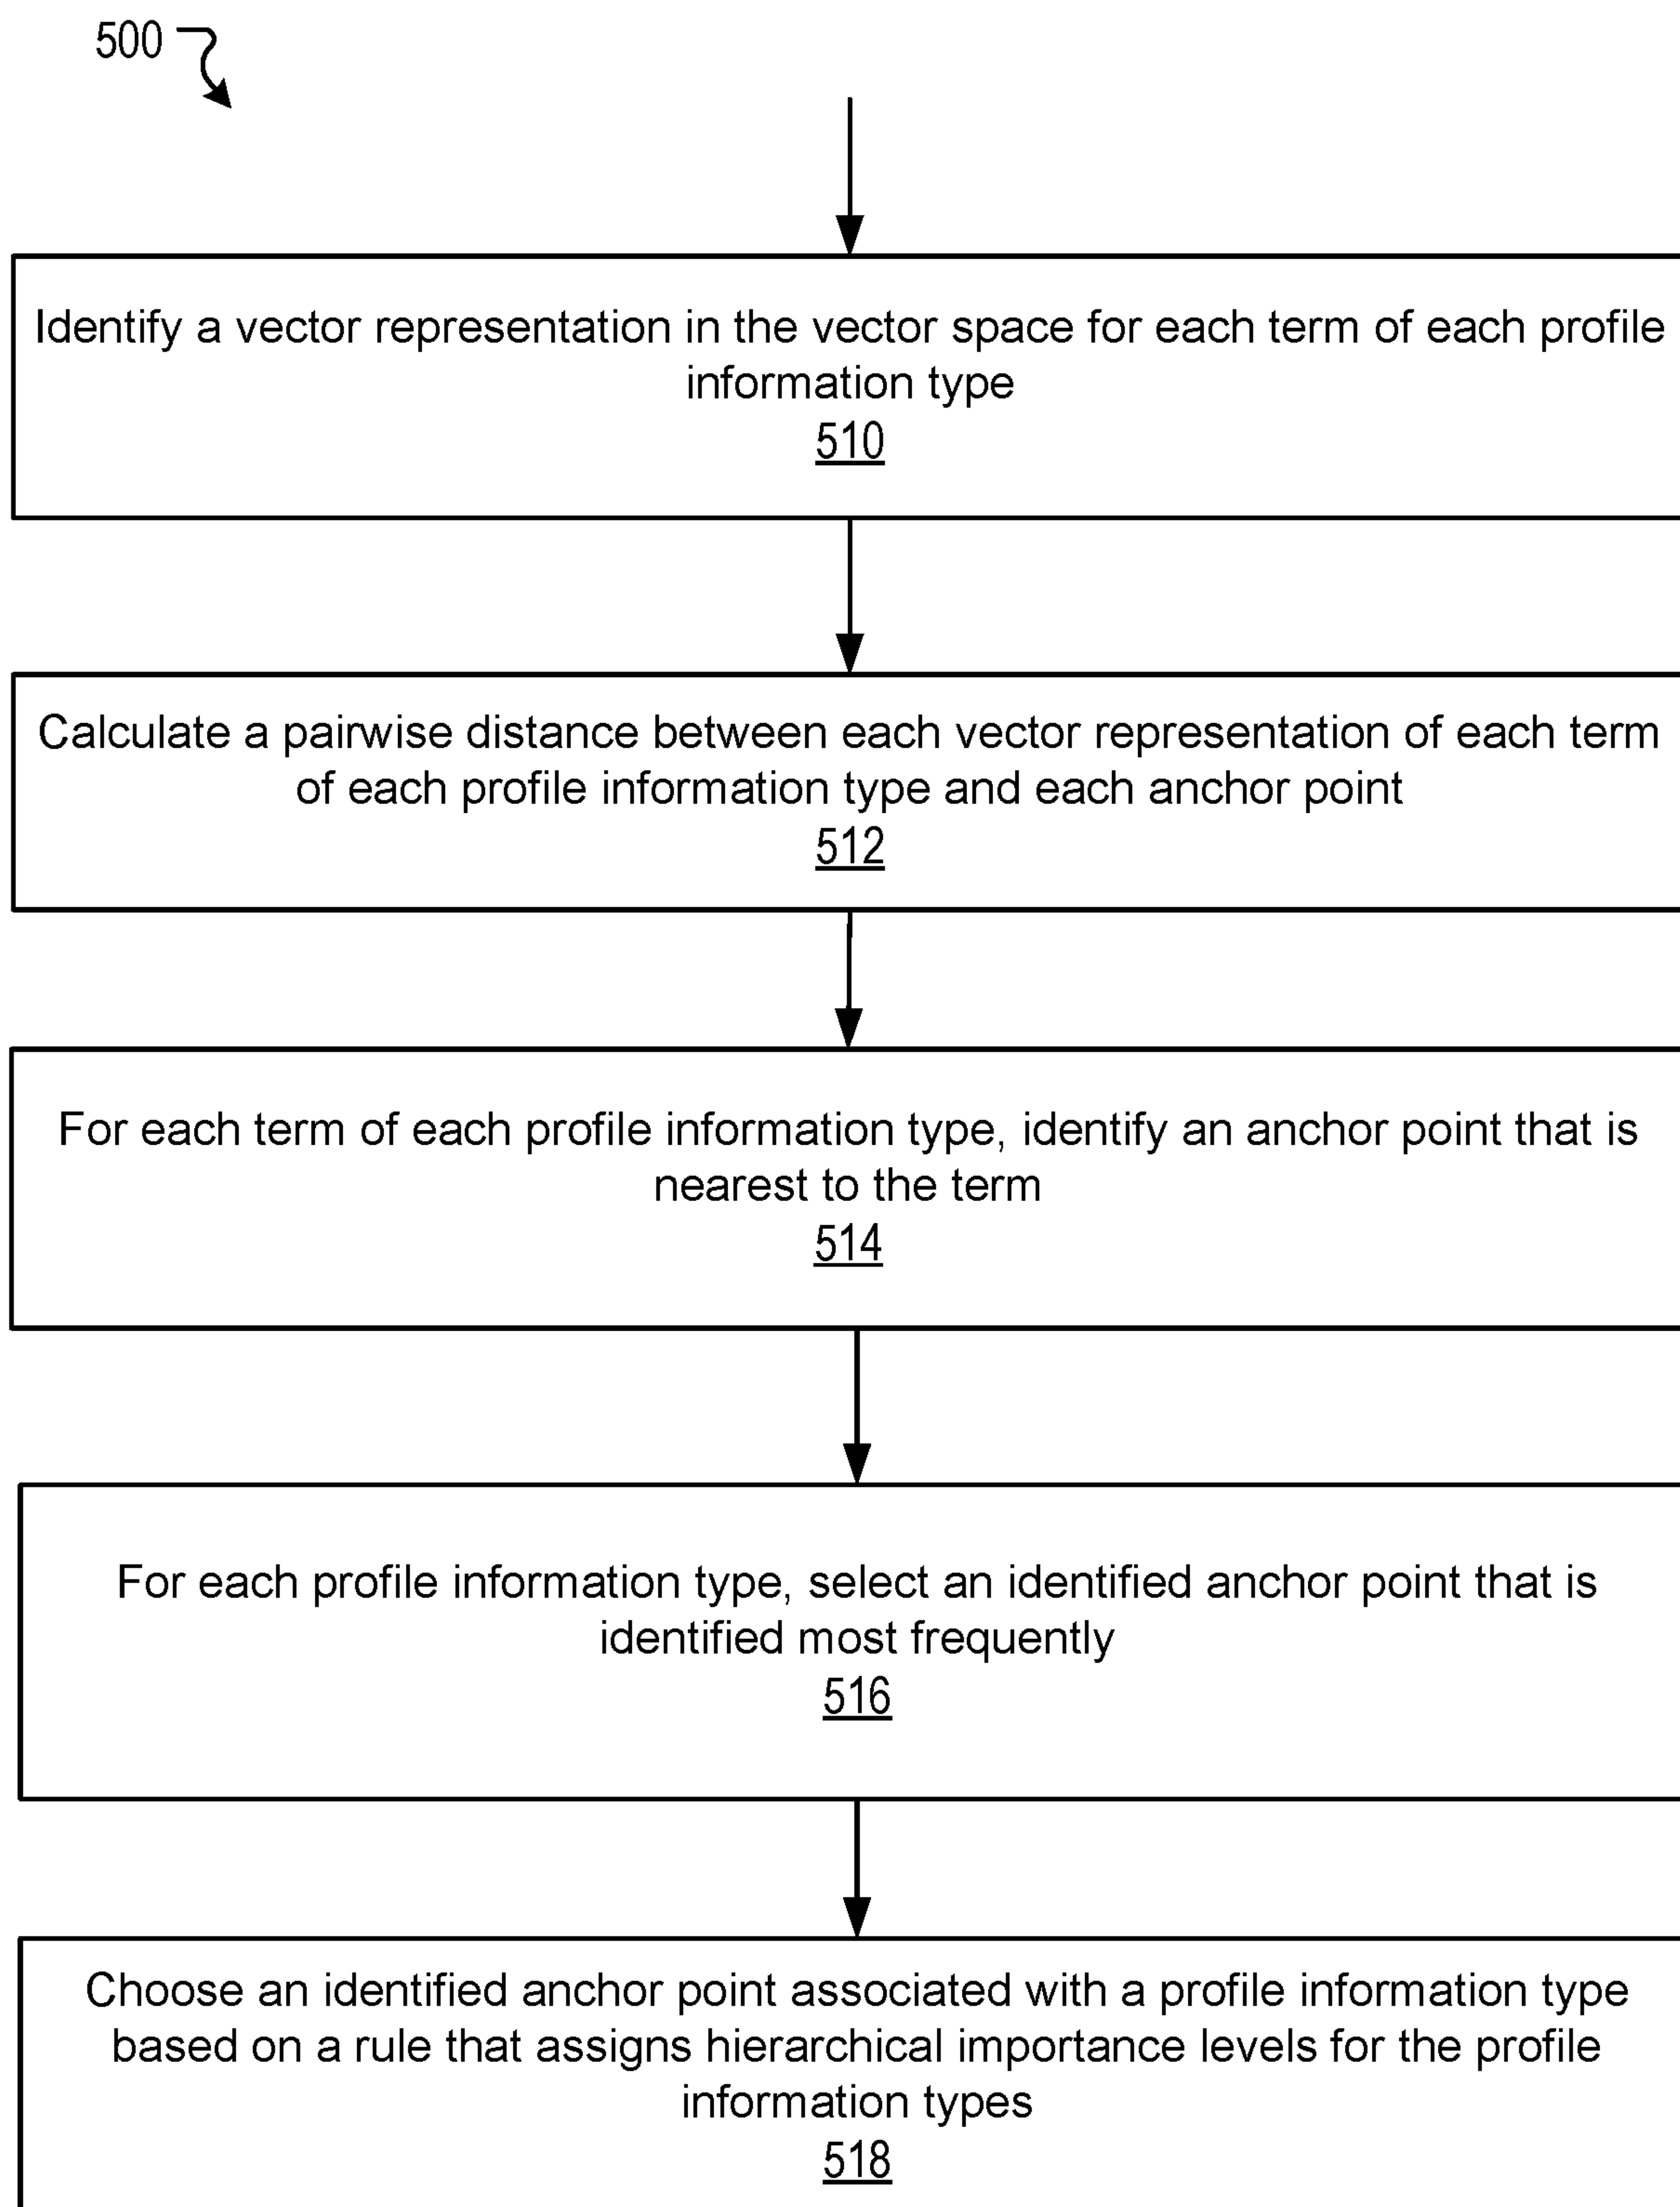 500
Identify a vector representation in the vector space for each term of each profile
information type
510
Calculate a pairwise distance between each vector representation of each term
of each profile information type and each anchor point
512
For each term of each profile information type, identify an anchor point that is
nearest to the term
514
For each profile information type, select an identified anchor point that is
identified most frequently
516
Choose an identified anchor point associated with a profile information type
based on a rule that assigns hierarchical importance levels for the profile
information types
518